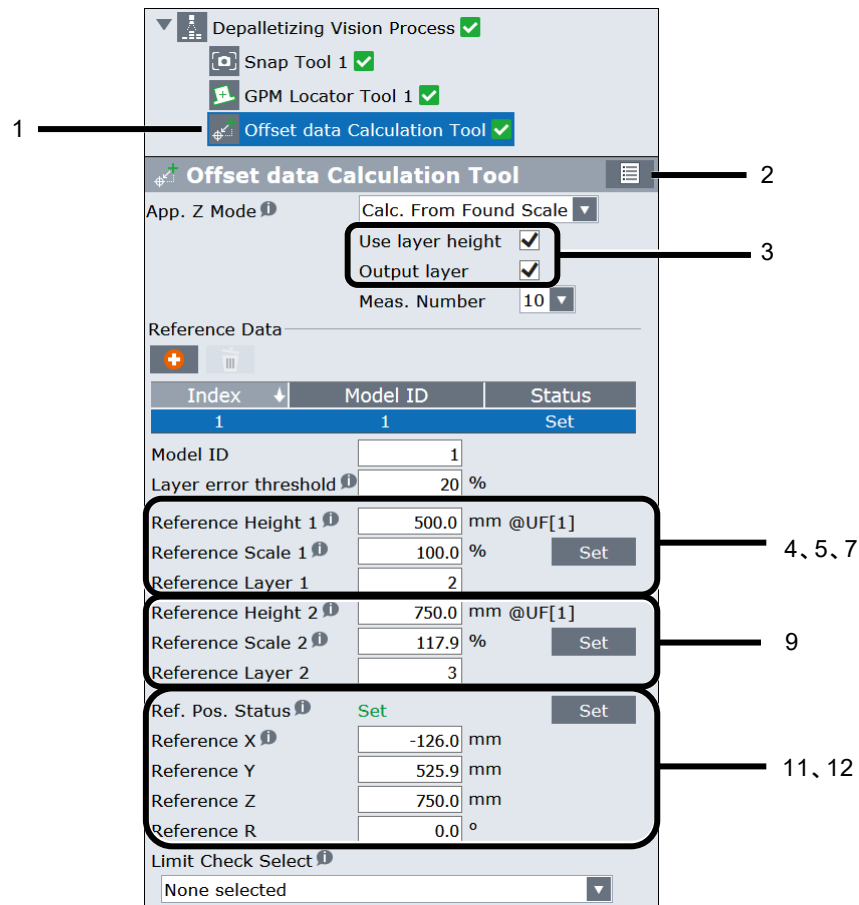 Depalletizing Vision Process
Snap Tool 1
GPM Locator Tool 1
1
Offset data Calculation Tool
Offset data Calculation Tool
2
App. Z Mode Calc. From Found Scale
Use layer height
3
Output layer
Meas. Number 10
Reference Data
Index Model ID Status
1 1 Set
Model ID 1
Layer error threshold 20 %
Reference Height 1 500.0 mm @UF[1]
Reference Scale 1 100.0 % Set
4、5、7
Reference Layer 1 2
Reference Height 2 750.0 mm @UF[1]
Reference Scale 2 117.9 % Set
9
Reference Layer 2 3
Ref. Pos. Status Set Set
Reference X -126.0 mm
Reference Y 525.9 mm
11、12
Reference Z 750.0 mm
Reference R 0.0 º
Limit Check Select
None selected